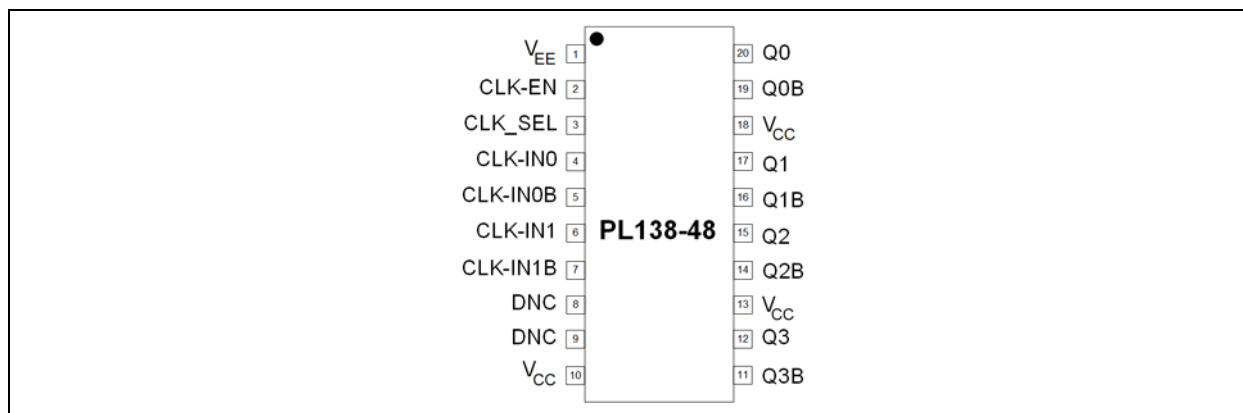 VEE 1
CLK-EN 2
CLK_SEL 3
CLK-IN0 4
CLK-IN0B 5
CLK-IN1 6
CLK-IN1B 7
DNC 8
DNC 9
VCC 10
PL138-48
20 Q0
19 Q0B
18 VCC
17 Q1
16 Q1B
15 Q2
14 Q2B
13 VCC
12 Q3
11 Q3B